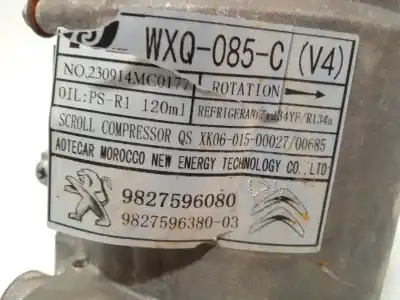 WXQ-085-C (V4)
NO.230914MC0177 ROTATION
OIL:PS-R1 120ml REFRIGERANT:R234YF/R134a
SCROLL COMPRESSOR QS XK06-015-00027/00685
AOTECAR MOROCCO NEW ENERGY TECHNOLOGY CO., LTD
9827596080
9827596380-03